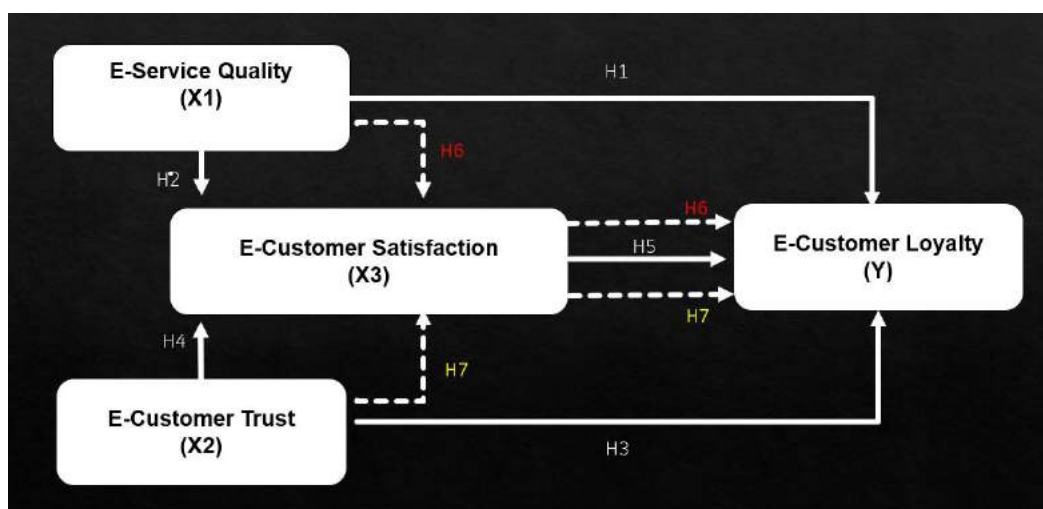 E-Service Quality
(X1)
H1
H6
H2
H6
E-Customer Satisfaction
(X3)
H5
E-Customer Loyalty
(Y)
H7
H4
H7
E-Customer Trust
(X2)
H3